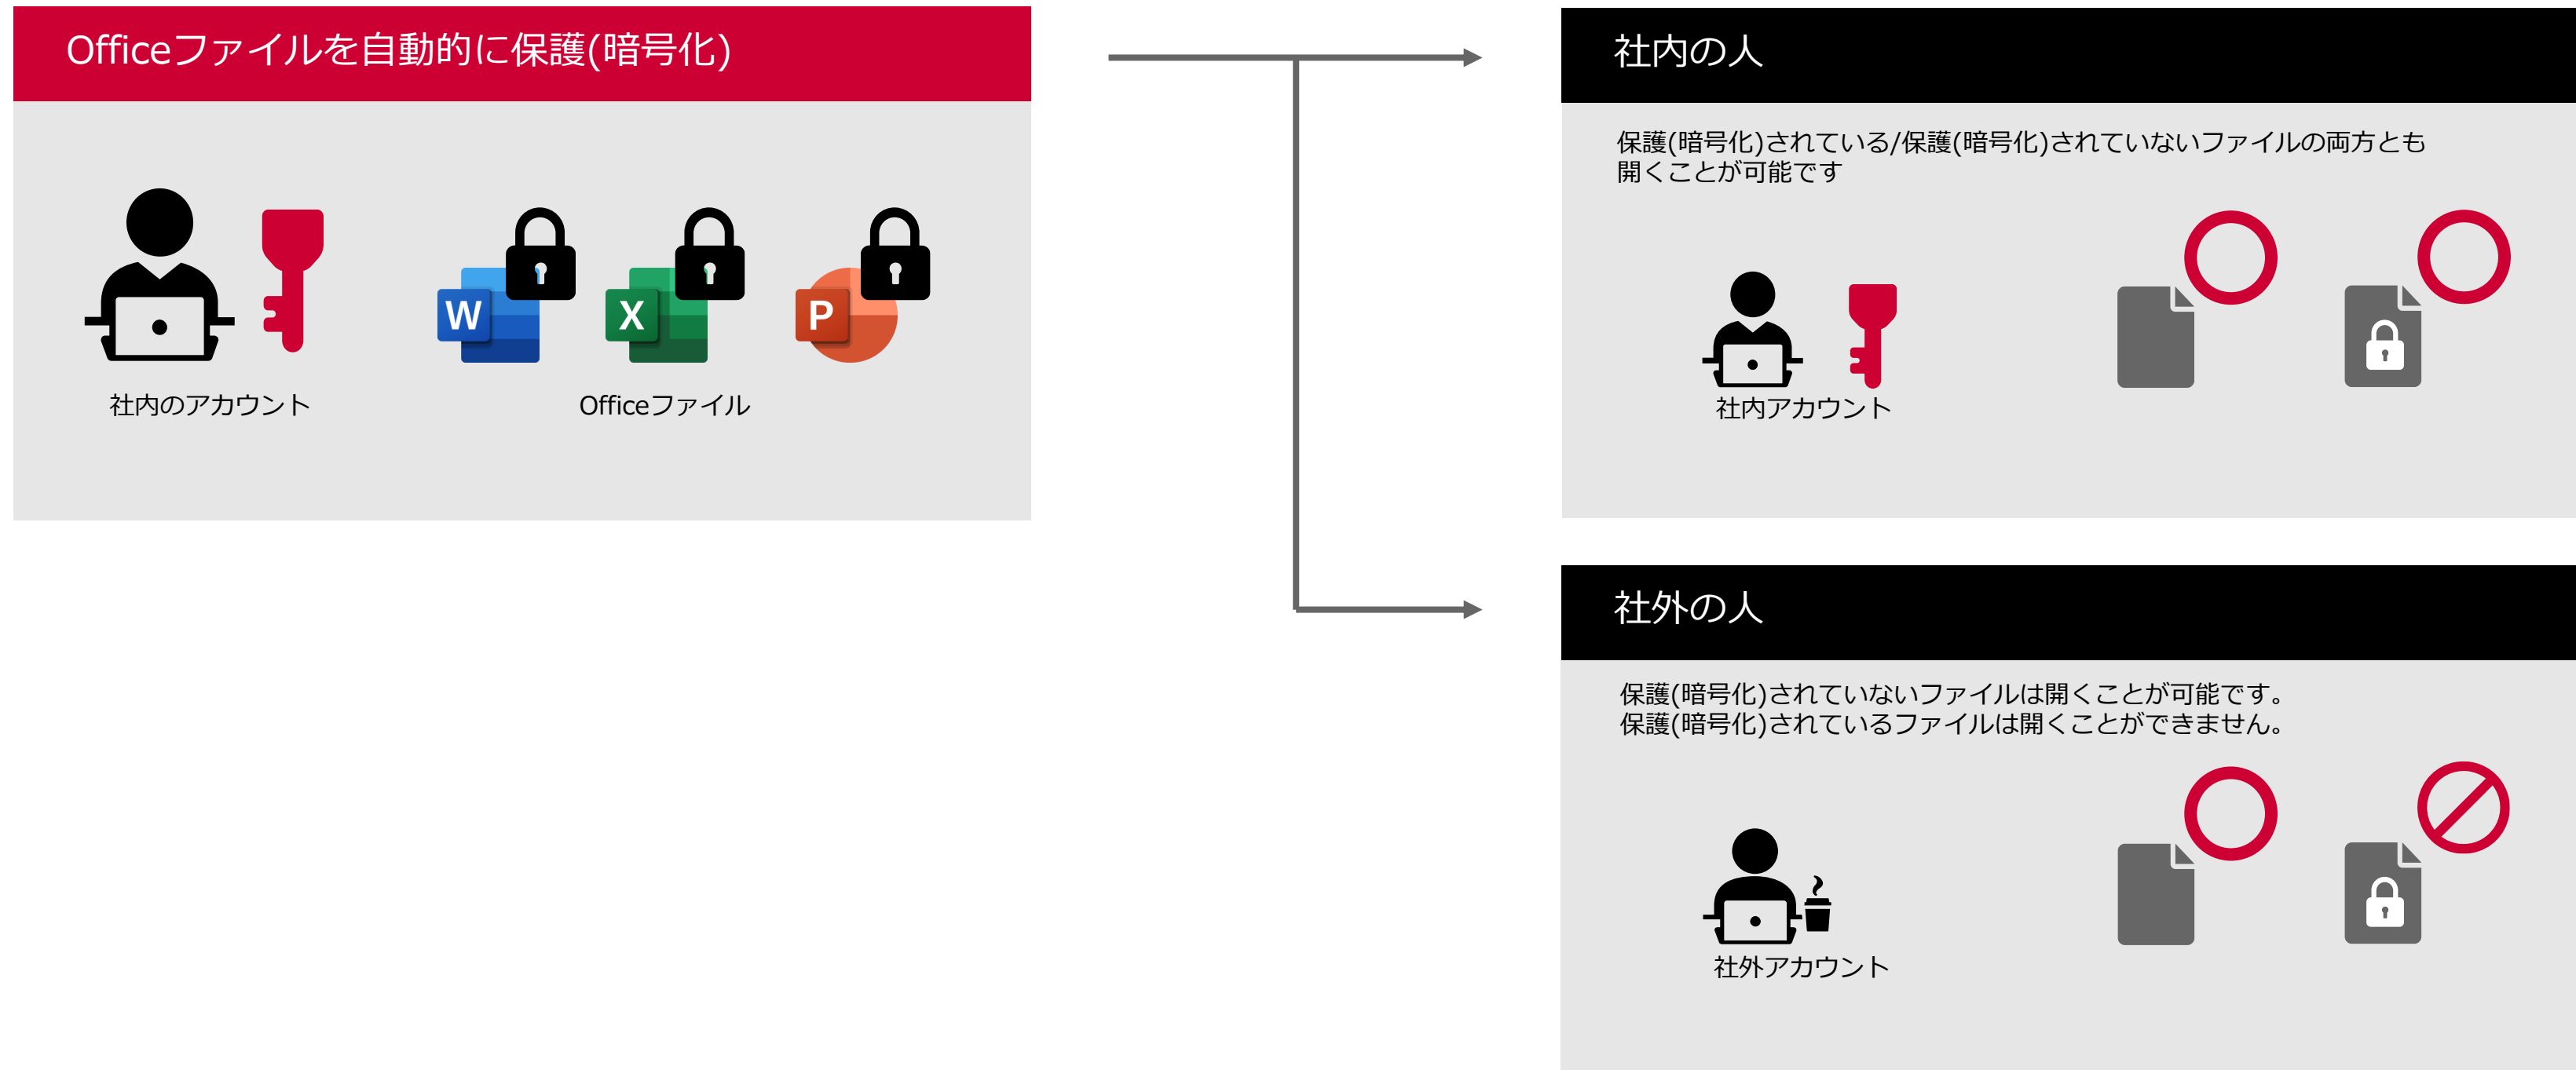 Officeファイルを自動的に保護(暗号化)
W
X
P
社内のアカウント
Officeファイル
社内の人
保護(暗号化)されている/保護(暗号化)されていないファイルの両方とも
開くことが可能です
社内アカウント
社外の人
保護(暗号化)されていないファイルは開くことが可能です。
保護(暗号化)されているファイルは開くことができません。
社外アカウント